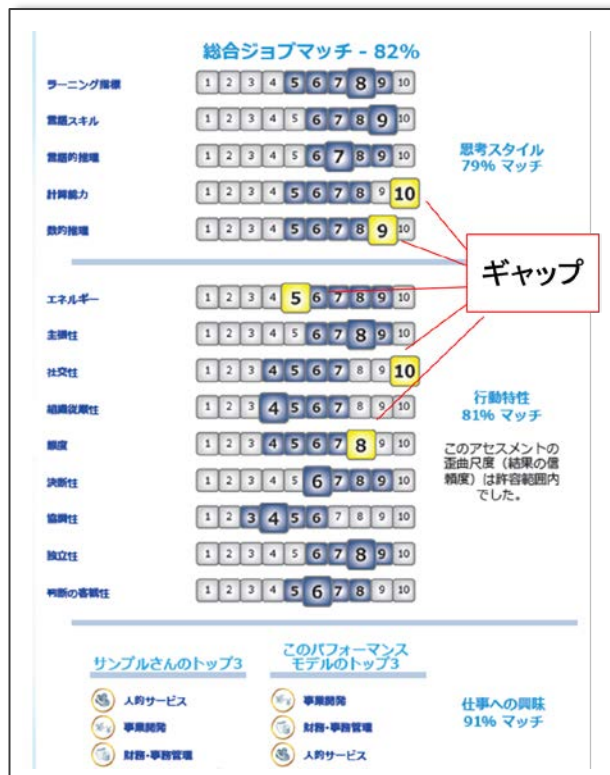 総合ジョブマッチ - 82%
ラーニング指標 1 2 3 4 5 6 7 8 9 10
言語スキル 1 2 3 4 5 6 7 8 9 10
言語的推理 1 2 3 4 5 6 7 8 9 10
思考スタイル
79% マッチ
計算能力 1 2 3 4 5 6 7 8 9 10
数的推理 1 2 3 4 5 6 7 8 9 10
ギャップ
エネルギー 1 2 3 4 5 6 7 8 9 10
主張性 1 2 3 4 5 6 7 8 9 10
社交性 1 2 3 4 5 6 7 8 9 10
組織従順性 1 2 3 4 5 6 7 8 9 10
行動特性
81% マッチ
態度 1 2 3 4 5 6 7 8 9 10
このアセスメントの
歪曲尺度(結果の信
頼度)は許容範囲内
でした。
決断性 1 2 3 4 5 6 7 8 9 10
協調性 1 2 3 4 5 6 7 8 9 10
独立性 1 2 3 4 5 6 7 8 9 10
判断の客観性 1 2 3 4 5 6 7 8 9 10
サンプルさんのトップ3
人的サービス
事業開発
財務・事務管理
このパフォーマンス
モデルのトップ3
事業開発
財務・事務管理
人的サービス
仕事への興味
91% マッチ